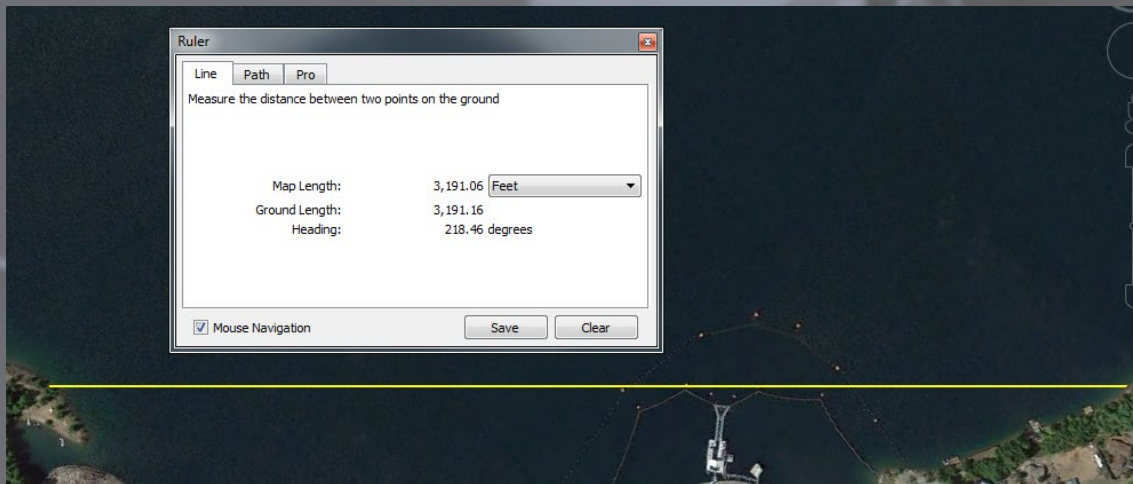 Ruler
Line Path Pro
Measure the distance between two points on the ground
Map Length: 3,191.06 Feet
Ground Length: 3,191.16
Heading: 218.46 degrees
Mouse Navigation Save Clear